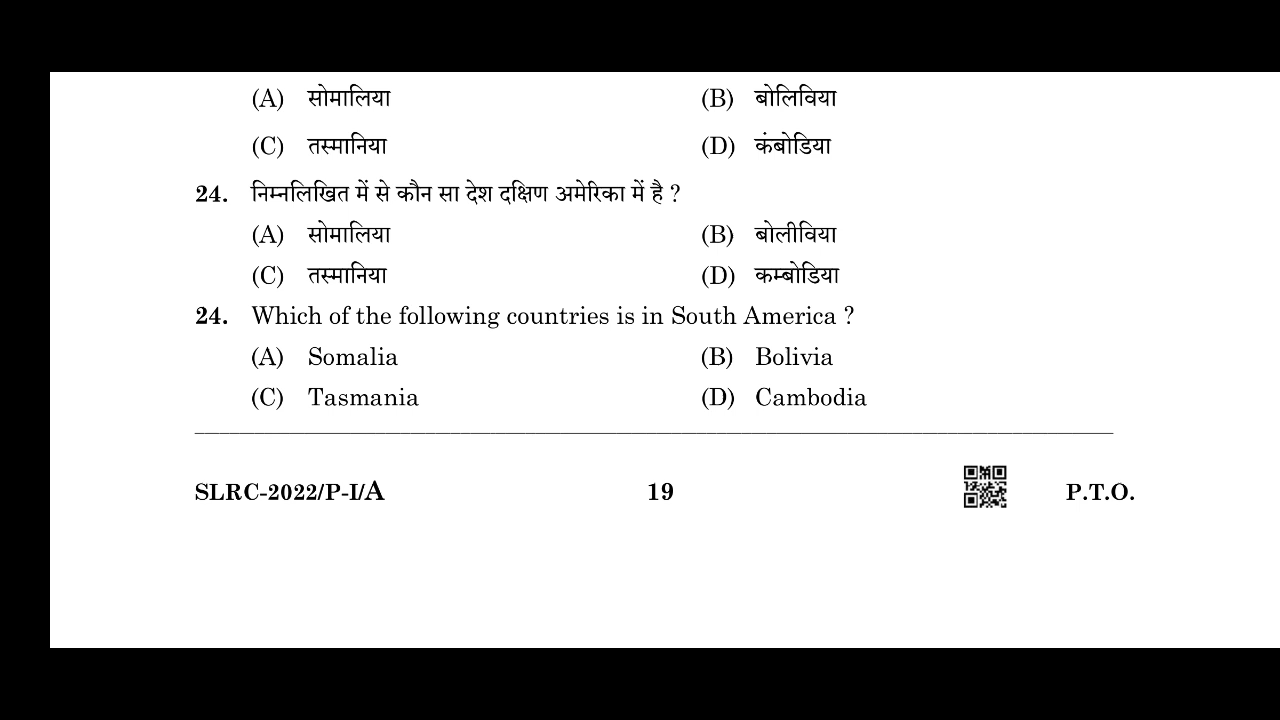 (A) सोमालिया (B) बोलिविया
(C) तस्मानिया (D) कंबोडिया
24. निम्नलिखित में से कौन सा देश दक्षिण अमेरिका में है ?
(A) सोमालिया (B) बोलीविया
(C) तस्मानिया (D) कम्बोडिया
24. Which of the following countries is in South America ?
(A) Somalia (B) Bolivia
(C) Tasmania (D) Cambodia
SLRC-2022/P-I/A 19 P.T.O.